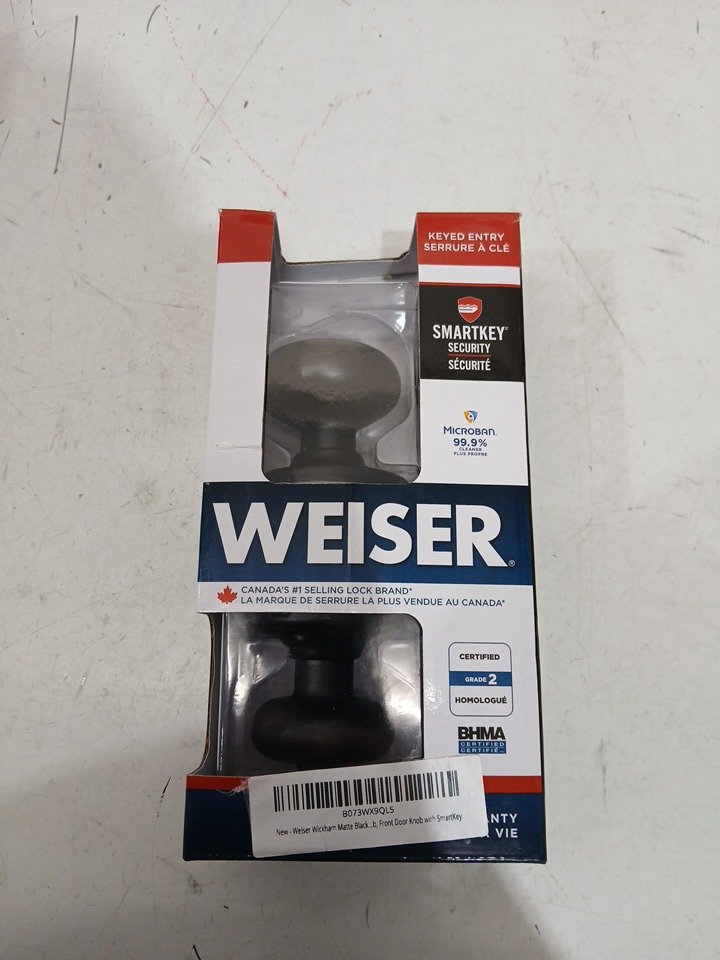 KEYED ENTRY
SERRURE À CLÉ
SMARTKEY
SECURITY
SÉCURITÉ
MICROBAN.
99.9%
CLEANER
PLUS PROPRE
WEISER®
CANADA'S #1 SELLING LOCK BRAND*
LA MARQUE DE SERRURE LA PLUS VENDUE AU CANADA*
CERTIFIED
GRADE 2
HOMOLOGUÉ
BHMA
CERTIFIED
CERTIFIÉ
NTY
VIE
B073WX9QL5
New - Weiser Wickham Matte Black...b, Front Door Knob with SmartKey